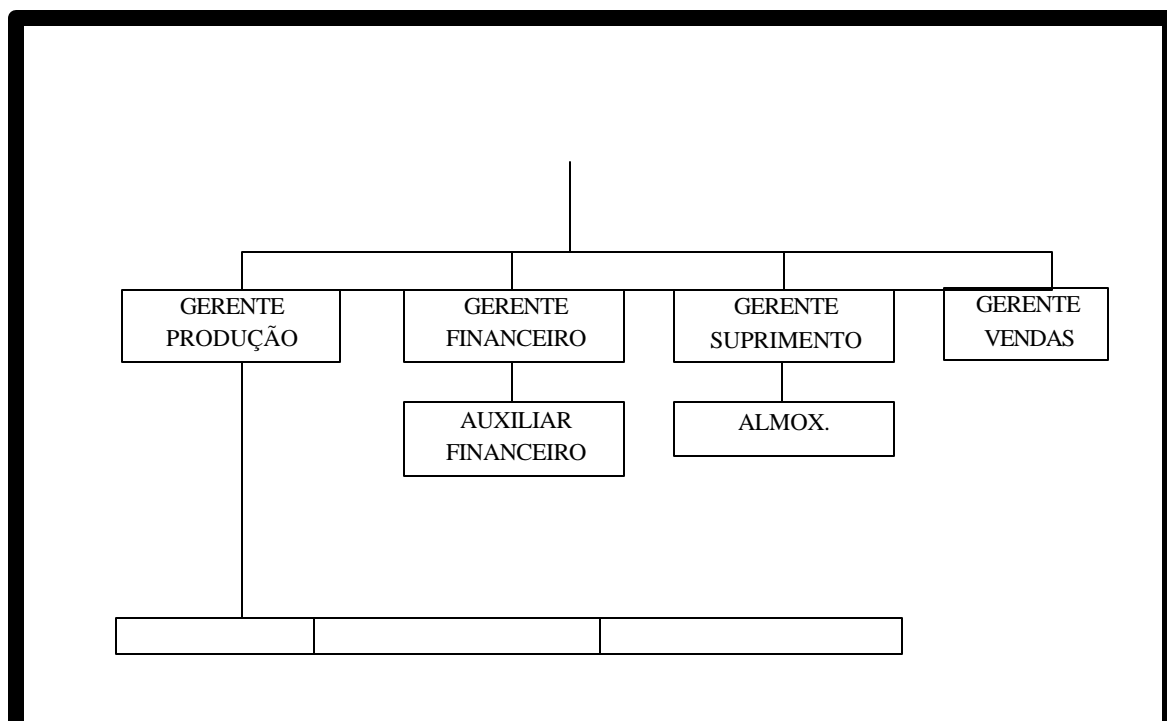 GERENTE
PRODUÇÃO
GERENTE
FINANCEIRO
GERENTE
SUPRIMENTO
GERENTE
VENDAS
AUXILIAR
FINANCEIRO
ALMOX.